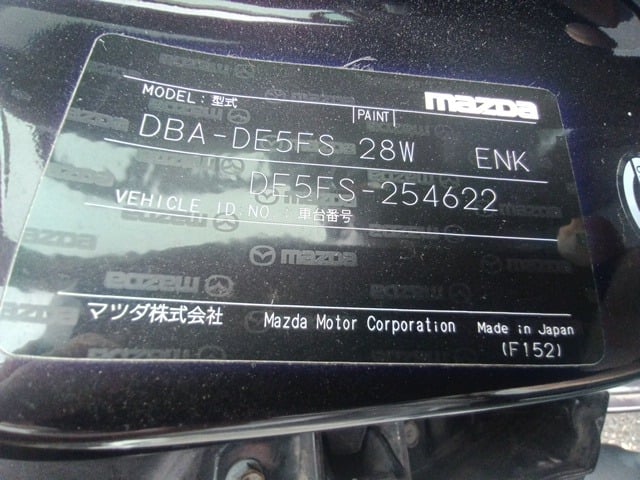 MODEL: 型式 PAINT mazda
DBA-DE5FS 28W ENK
DE5FS-254622
VEHICLE ID.NO.:車台番号
mazda
マツダ株式会社 Mazda Motor Corporation Made in Japan
(F152)